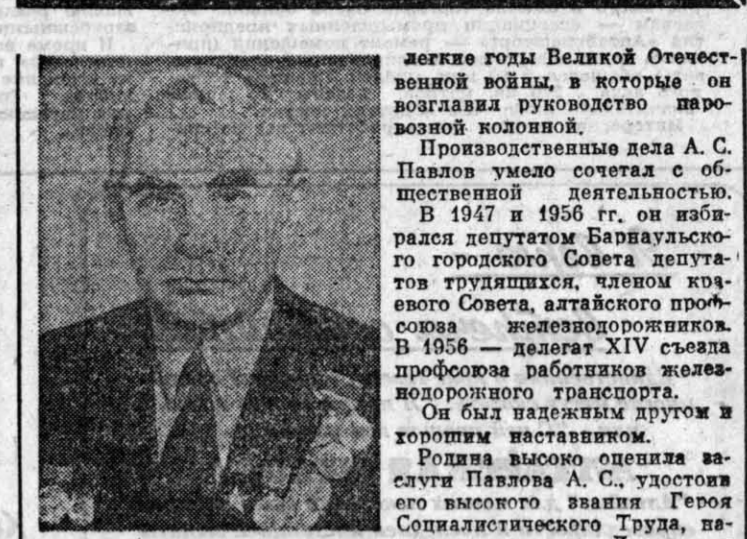 легкие годы Великой Отечест-
венной войны, в которые он
возглавил руководство паро-
возной колонной.
Производственные дела А. С.
Павлов умело сочетал с об-
щественной деятельностью.
В 1947 и 1956 гг. он изби-
рался депутатом Барнаульско-
го городского Совета депута-
тов трудящихся, членом кра-
евого Совета, алтайского проф-
союза железнодорожников.
В 1956 — делегат XIV съезда
профсоюза работников желез-
нодорожного транспорта.
Он был надежным другом и
хорошим наставником.
Родина высоко оценила за-
слуги Павлова А. С., удостоив
его высокого звания Героя
Социалистического Труда, на-